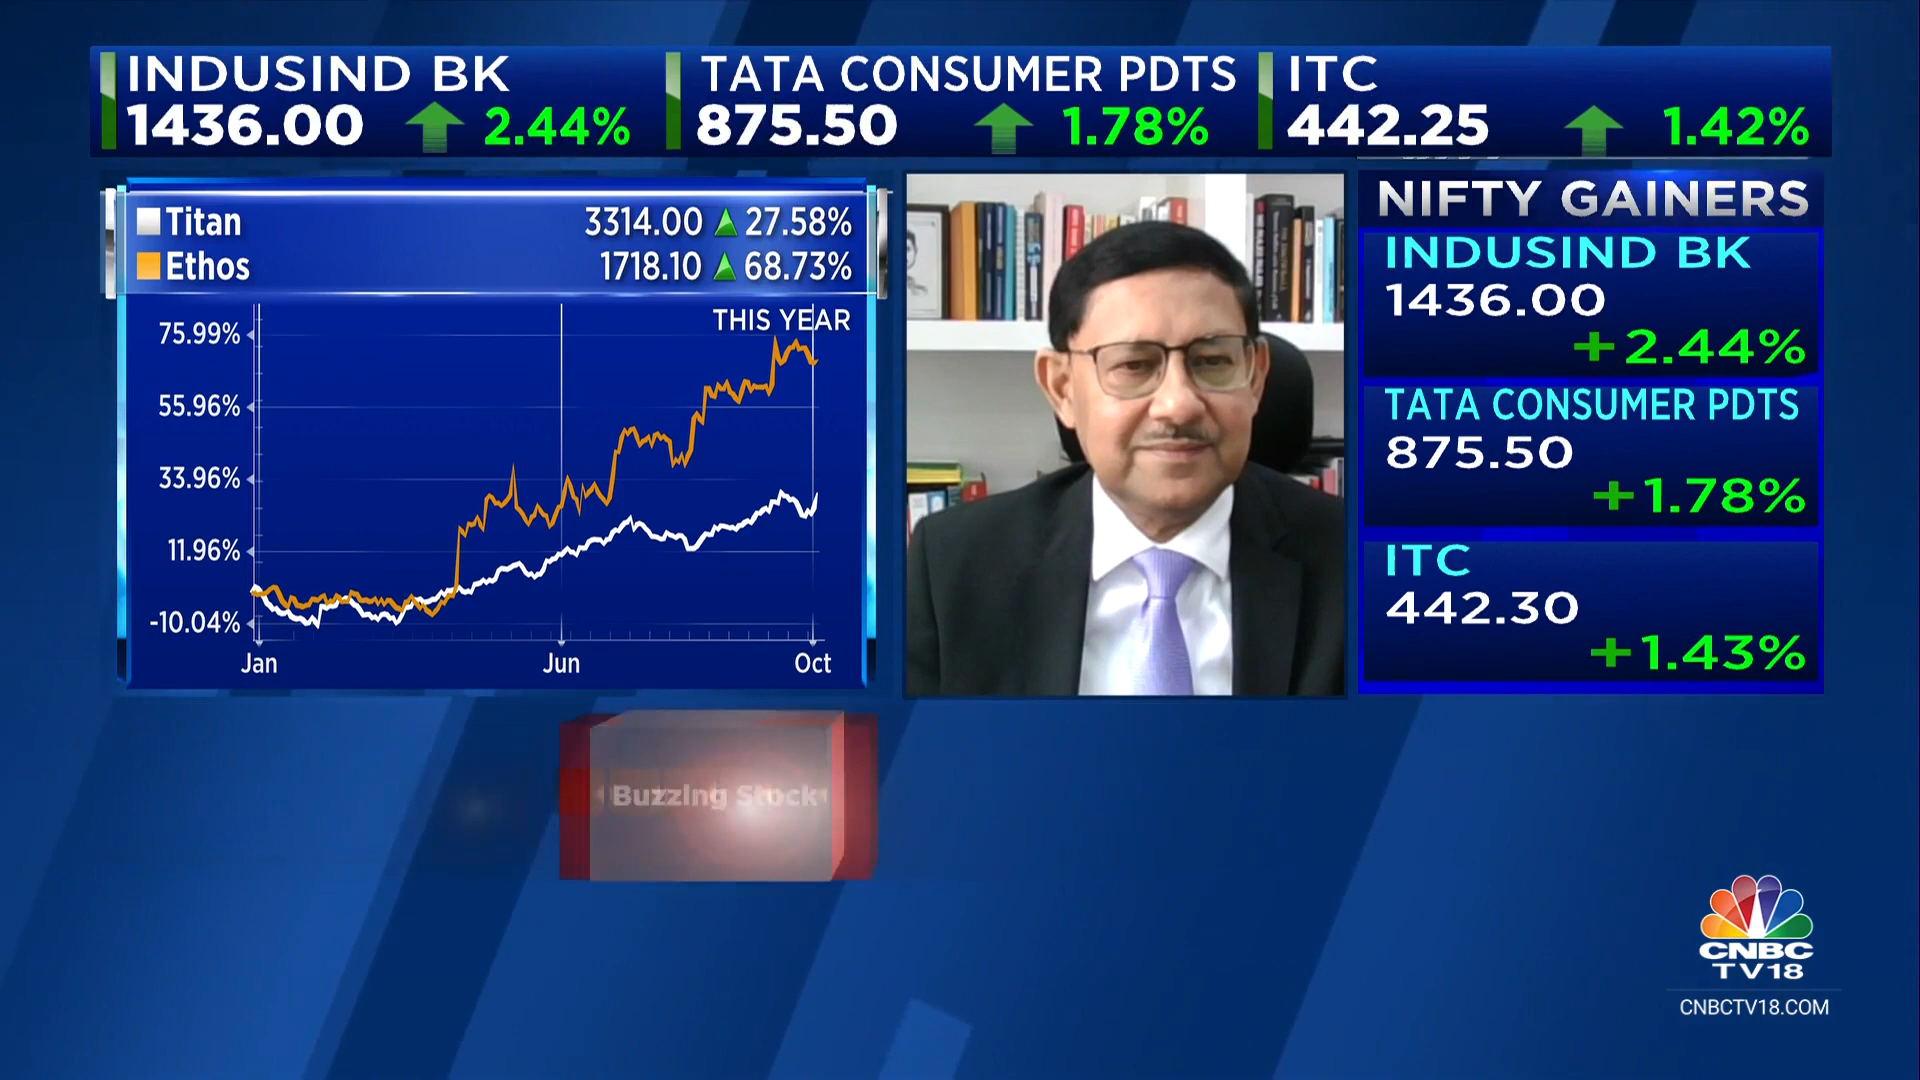 INDUSIND BK
1436.00 2.44%
TATA CONSUMER PDTS
875.50 1.78%
ITC
442.25 1.42%
Titan 3314.00 27.58%
Ethos 1718.10 68.73%
THIS YEAR
75.99%
55.96%
33.96%
11.96%
-10.04%
Jan Jun Oct
NIFTY GAINERS
INDUSIND BK
1436.00
+2.44%
TATA CONSUMER PDTS
875.50
+1.78%
ITC
442.30
+1.43%
Buzzing Stock
CNBC
TV18
CNBCTV18.COM